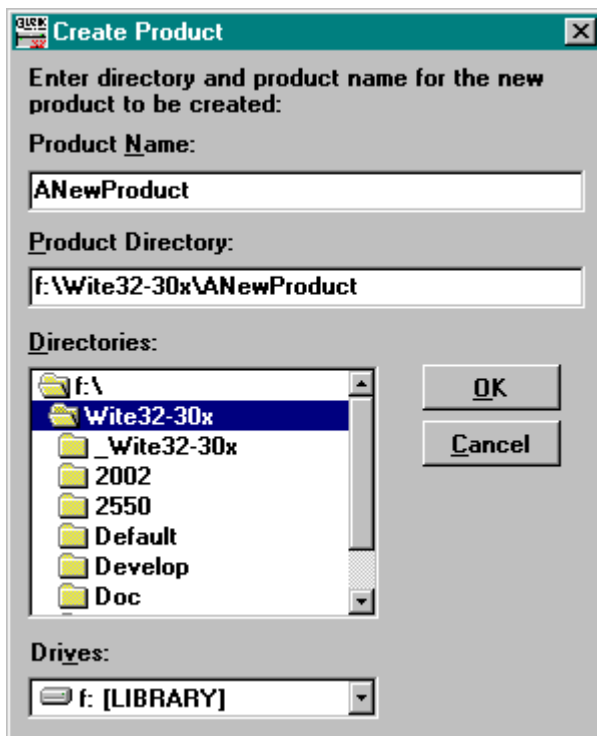 Create Product
Enter directory and product name for the new
product to be created:
Product Name:
ANewProduct
Product Directory:
f:\Wite32-30x\ANewProduct
Directories:
f:\
Wite32-30x
_Wite32-30x
2002
2550
Default
Develop
Doc
OK
Cancel
Drives:
f: [LIBRARY]